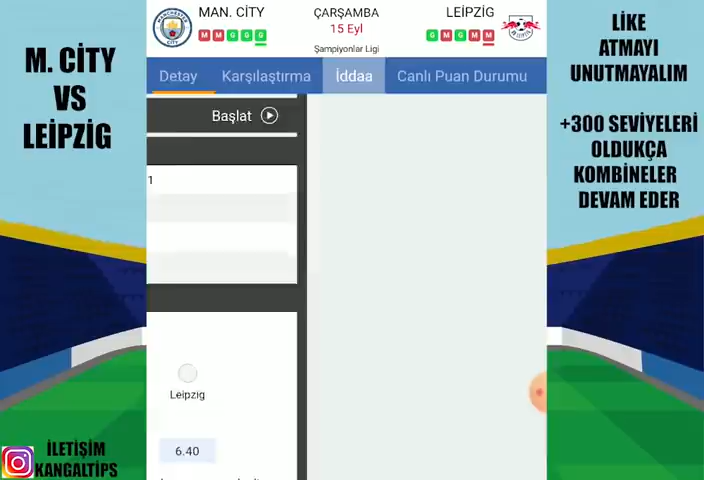 M. CİTY
VS
LEİPZİG
MAN. CİTY
M M G G G
ÇARŞAMBA
15 Eyl
Şampiyonlar Ligi
LEİPZİG
G M G M M
Detay
Karşılaştırma
İddaa
Canlı Puan Durumu
Başlat
1
Leipzig
6.40
LİKE
ATMAYI
UNUTMAYALIM
+300 SEVİYELERİ
OLDUKÇA
KOMBİNELER
DEVAM EDER
İLETİŞİM
KANGALTİPS